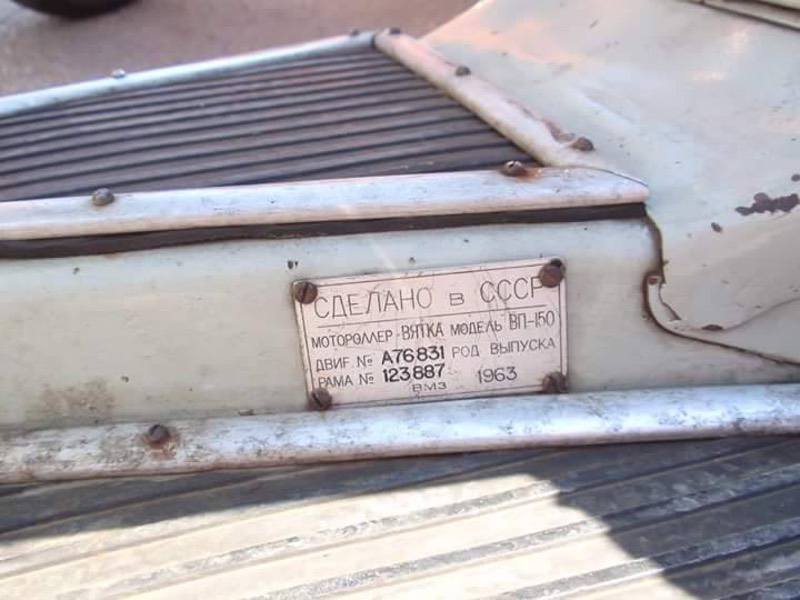 СДЕЛАНО в СССР
МОТОРОЛЛЕР ВЯТКА МОДЕЛЬ ВП-150
ДВИГ. № А76831 РОД ВЫПУСКА
РАМА № 123887 1963
ВМЗ